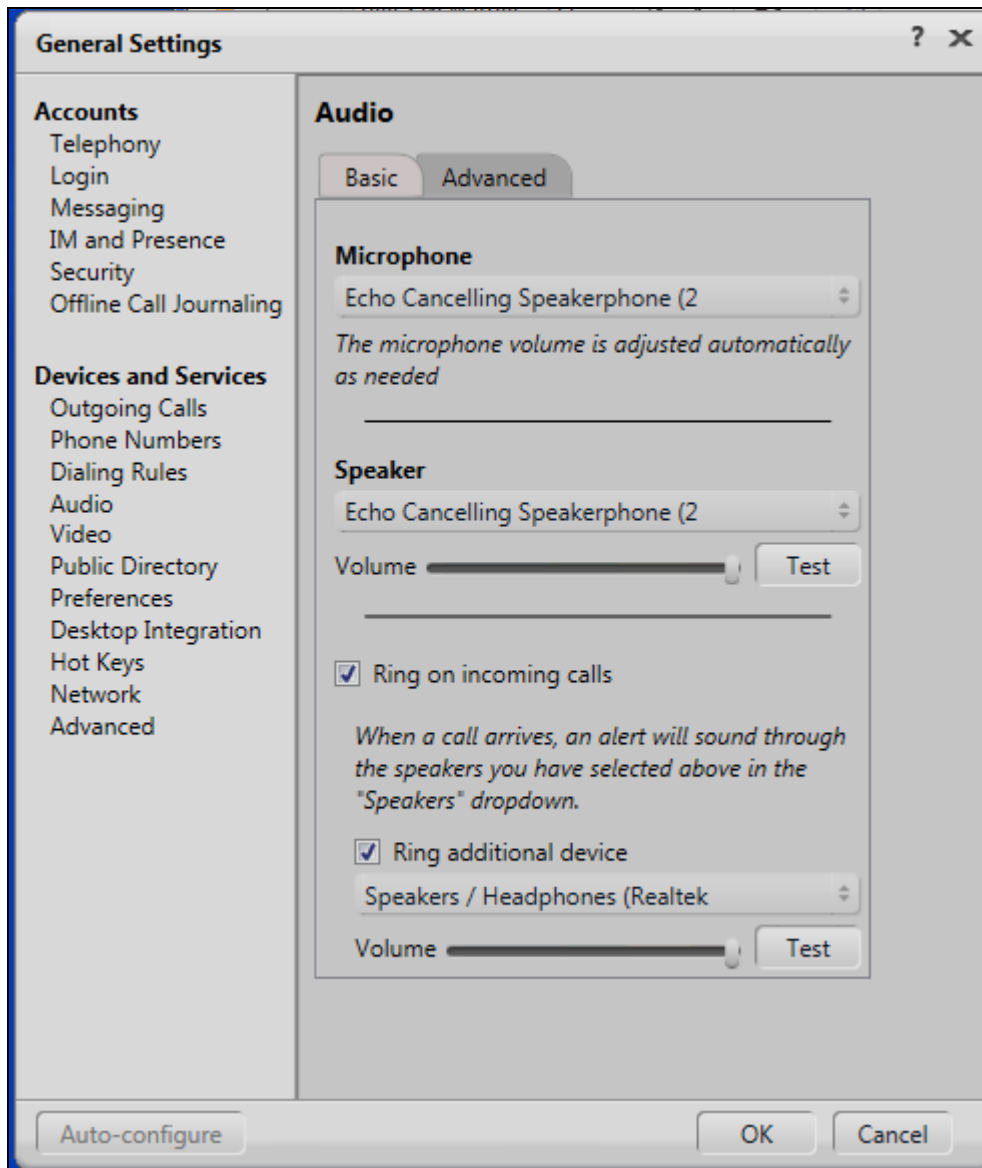 General Settings
? ×
Accounts
Telephony
Login
Messaging
IM and Presence
Security
Offline Call Journaling
Devices and Services
Outgoing Calls
Phone Numbers
Dialing Rules
Audio
Video
Public Directory
Preferences
Desktop Integration
Hot Keys
Network
Advanced
Audio
Basic Advanced
Microphone
Echo Cancelling Speakerphone (2
The microphone volume is adjusted automatically
as needed
Speaker
Echo Cancelling Speakerphone (2
Volume Test
Ring on incoming calls
When a call arrives, an alert will sound through
the speakers you have selected above in the
"Speakers" dropdown.
Ring additional device
Speakers / Headphones (Realtek
Volume Test
Auto-configure OK Cancel